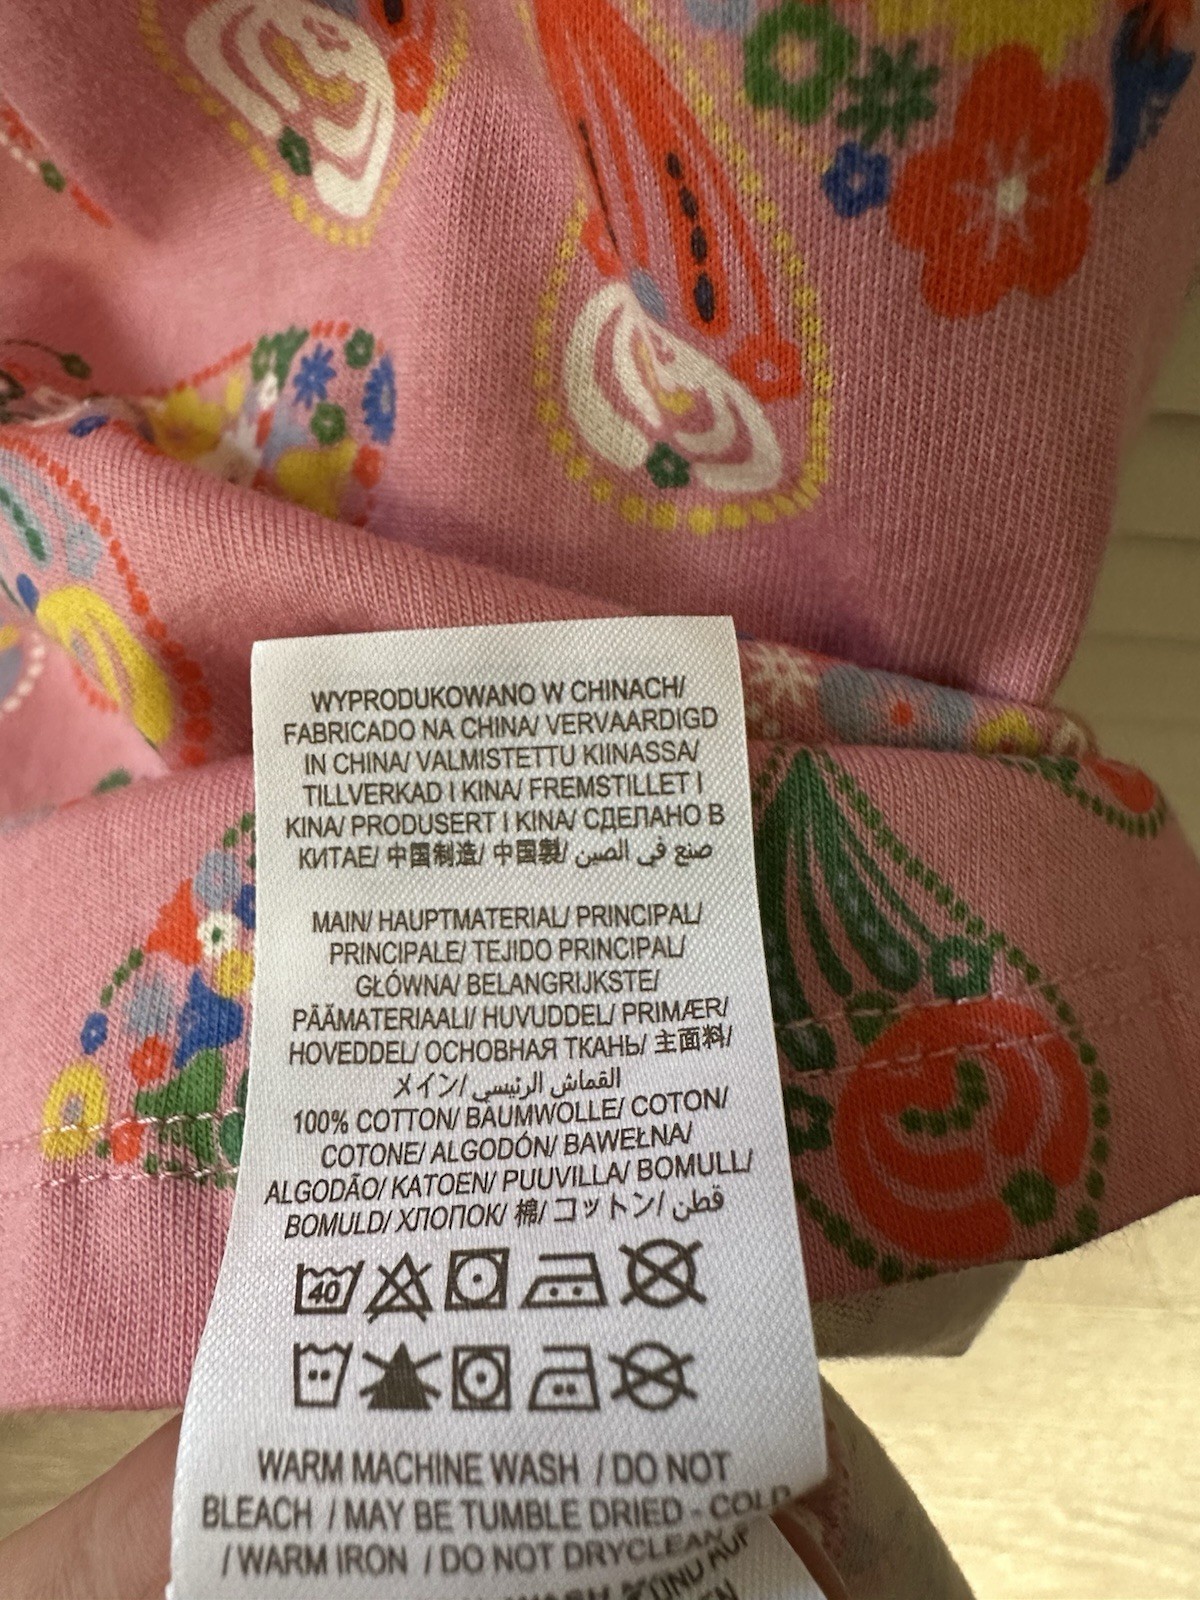 WYPRODUKOWANO W CHINACH/
FABRICADO NA CHINA/ VERVAARDIGD
IN CHINA/ VALMISTETTU KIINASSA/
TILLVERKAD I KINA/ FREMSTILLET I
KINA/ PRODUSERT I KINA/ СДЕЛАНО В
КИТАЕ/ 中国制造/ 中国製/ صنع في الصين
MAIN/ HAUPTMATERIAL/ PRINCIPAL/
PRINCIPALE/ TEJIDO PRINCIPAL/
GŁÓWNA/ BELANGRIJKSTE/
PÄÄMATERIAALI/ HUVUDDEL/ PRIMÆR/
HOVEDDEL/ ОСНОВНАЯ ТКАНЬ/ 主面料/
メイン/ القماش الرئيسي
100% COTTON/ BAUMWOLLE/ COTON/
COTONE/ ALGODÓN/ BAWEŁNA/
ALGODÃO/ KATOEN/ PUUVILLA/ BOMULL/
BOMULD/ ХЛОПОК/ 棉/ コットン/ قطن
40
WARM MACHINE WASH / DO NOT
BLEACH / MAY BE TUMBLE DRIED - COLD
/ WARM IRON / DO NOT DRYCLEAN